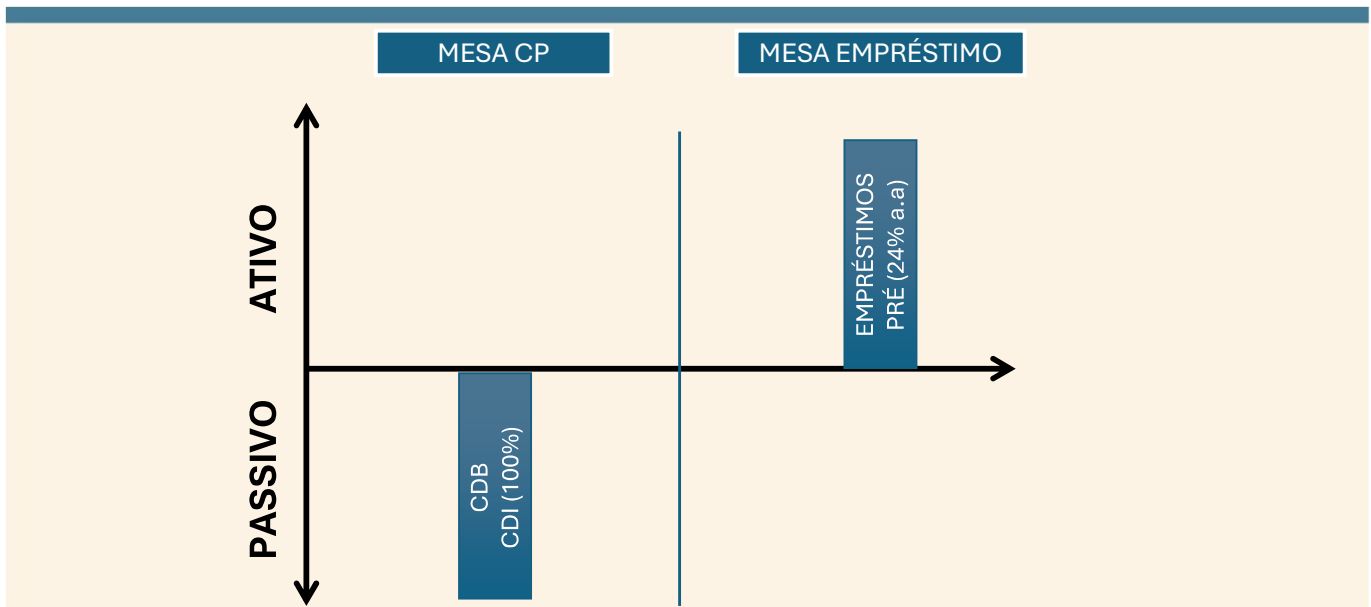 MESA CP
MESA EMPRÉSTIMO
ATIVO
EMPRÉSTIMOS
PRÉ (24% a.a)
PASSIVO
CDB
CDI (100%)